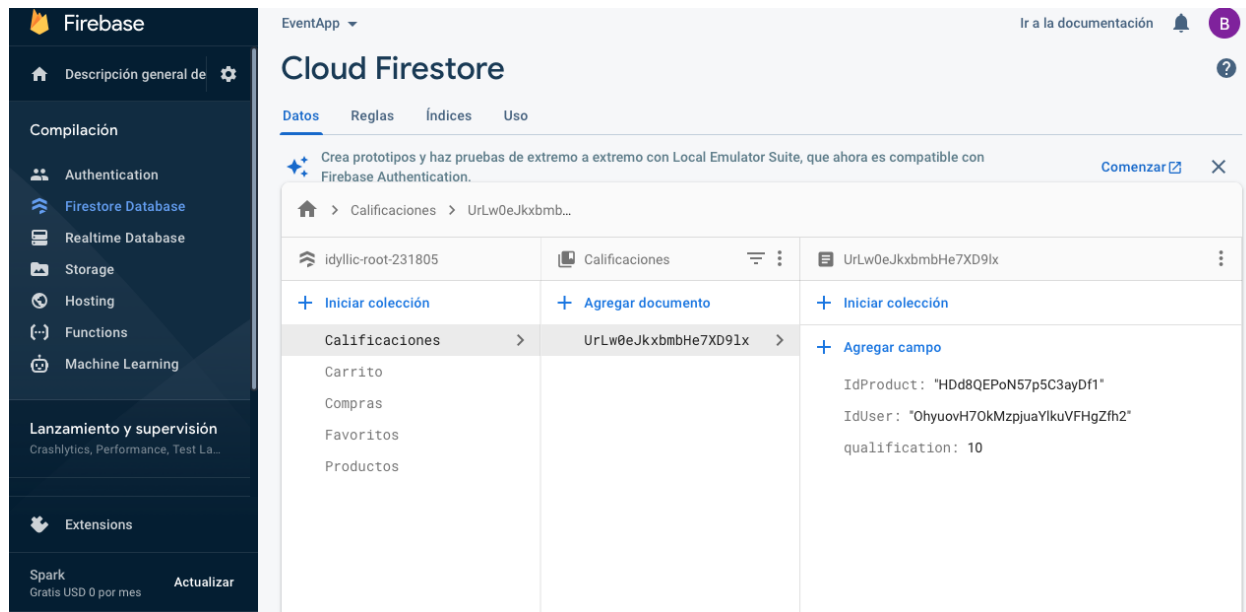 Firebase
Descripción general de
Compilación
Authentication
Firestore Database
Realtime Database
Storage
Hosting
Functions
Machine Learning
Lanzamiento y supervisión
Crashlytics, Performance, Test La...
Extensions
Spark
Gratis USD 0 por mes
Actualizar
EventApp
Ir a la documentación
B
Cloud Firestore
Datos Reglas Índices Uso
Crea prototipos y haz pruebas de extremo a extremo con Local Emulator Suite, que ahora es compatible con
Firebase Authentication.
Comenzar
> Calificaciones > UrLw0eJkxbmb...
idyllic-root-231805
+ Iniciar colección
Calificaciones >
Carrito
Compras
Favoritos
Productos
Calificaciones
+ Agregar documento
UrLw0eJkxbmbHe7XD9lx >
UrLw0eJkxbmbHe7XD9lx
+ Iniciar colección
+ Agregar campo
IdProduct: "HDd8QEPoN57p5C3ayDf1"
IdUser: "OhyuovH7OkMzpjuaYlkuVFHgZfh2"
qualification: 10